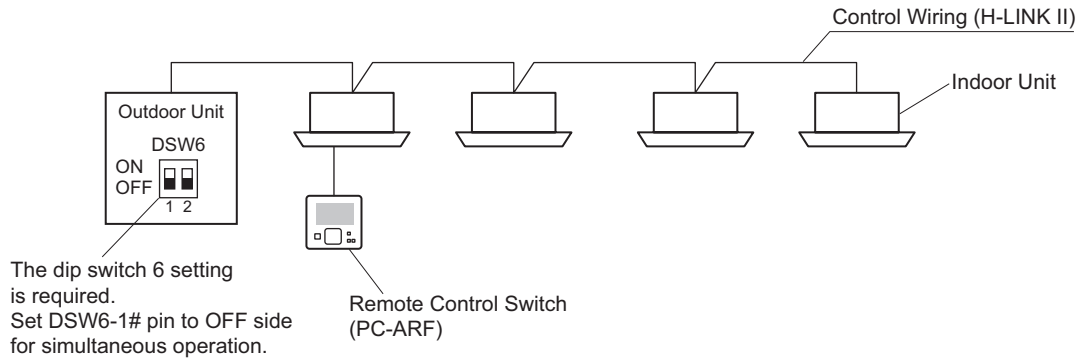 Control Wiring (H-LINK II)
Indoor Unit
Outdoor Unit
DSW6
ON
OFF
1 2
The dip switch 6 setting
is required.
Set DSW6-1# pin to OFF side
for simultaneous operation.
Remote Control Switch
(PC-ARF)